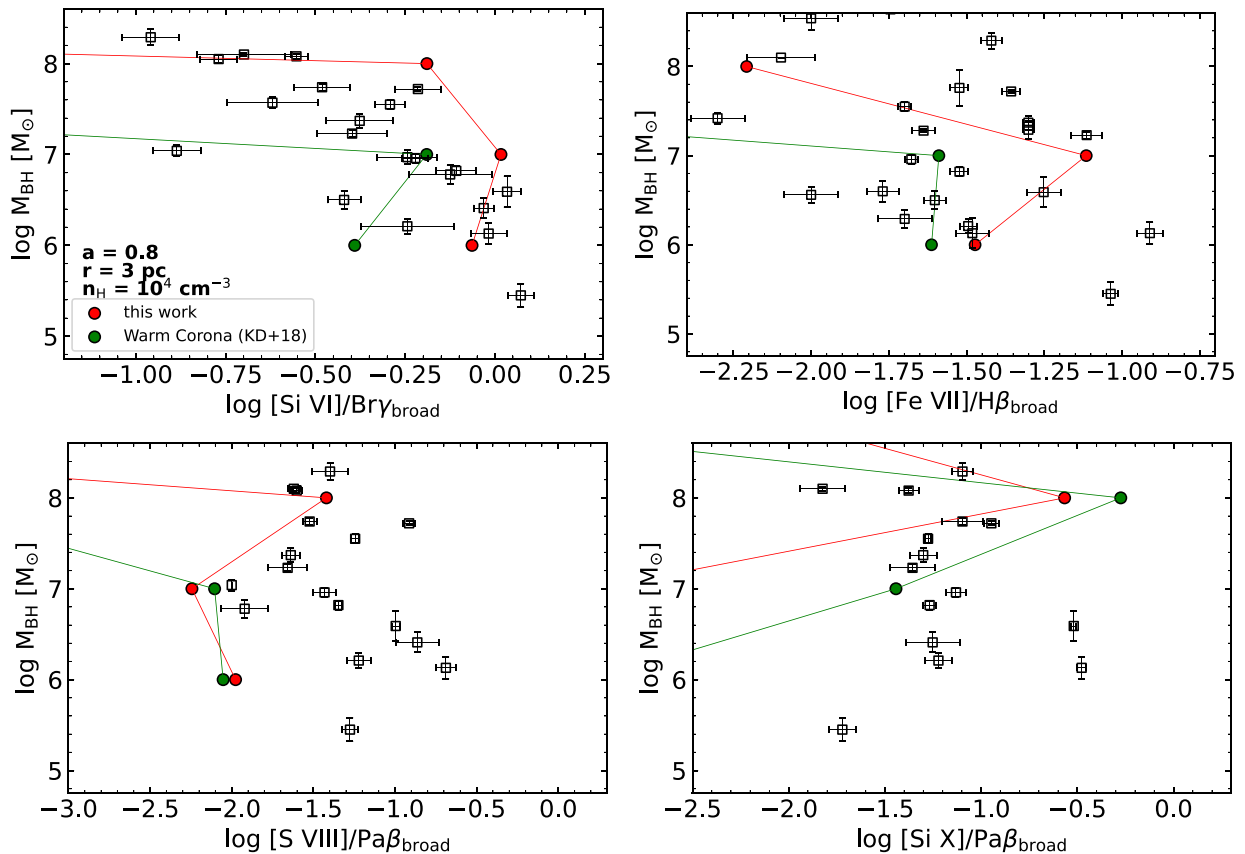 8
7
6
5
log M_BH [M_⊙]
a = 0.8
r = 3 pc
n_H = 10^4 cm^−3
this work
Warm Corona (KD+18)
−1.00 −0.75 −0.50 −0.25 0.00 0.25
log [Si VI]/Brγ_broad
8
7
6
5
log M_BH [M_⊙]
−2.25 −2.00 −1.75 −1.50 −1.25 −1.00 −0.75
log [Fe VII]/Hβ_broad
8
7
6
5
log M_BH [M_⊙]
−3.0 −2.5 −2.0 −1.5 −1.0 −0.5 0.0
log [S VIII]/Paβ_broad
8
7
6
5
log M_BH [M_⊙]
−2.5 −2.0 −1.5 −1.0 −0.5 0.0
log [Si X]/Paβ_broad